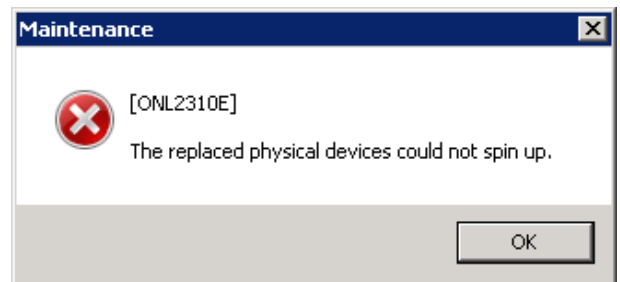 Maintenance
[ONL2310E]
The replaced physical devices could not spin up.
OK